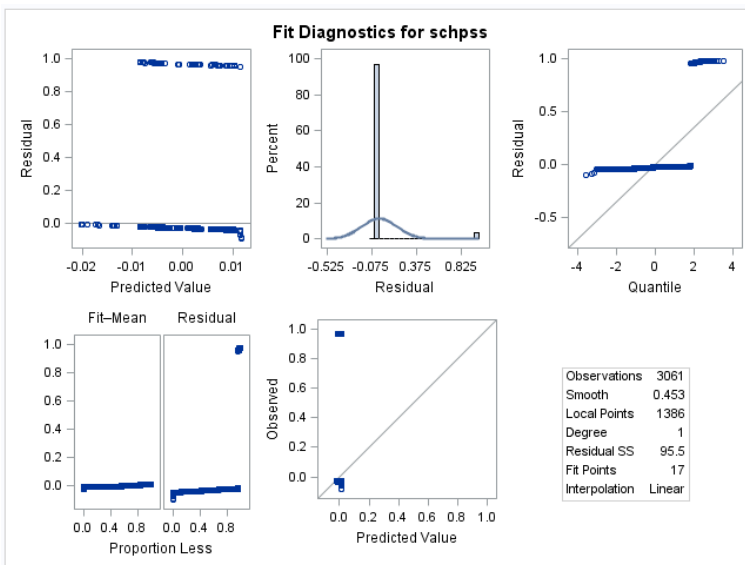 Fit Diagnostics for schpss
1.0
0.8
0.6
0.4
0.2
0.0
Residual
-0.02 -0.01 0.00 0.01
Predicted Value
100
80
60
40
20
0
Percent
-0.525 -0.075 0.375 0.825
Residual
1.0
0.5
0.0
-0.5
Residual
-4 -2 0 2 4
Quantile
Fit–Mean Residual
1.0
0.8
0.6
0.4
0.2
0.0
0.0 0.4 0.8 0.0 0.4 0.8
Proportion Less
1.0
0.8
0.6
0.4
0.2
0.0
Observed
0.0 0.2 0.4 0.6 0.8 1.0
Predicted Value
Observations 3061
Smooth 0.453
Local Points 1386
Degree 1
Residual SS 95.5
Fit Points 17
Interpolation Linear